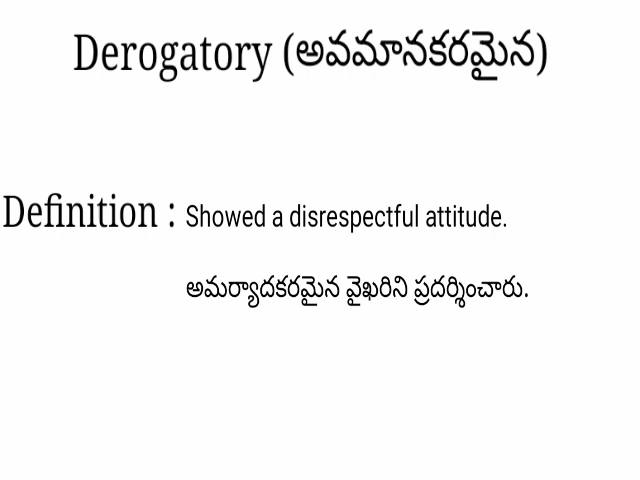 Derogatory (అవమానకరమైన)
Definition : Showed a disrespectful attitude.
అమర్యాదకరమైన వైఖరిని ప్రదర్శించారు.